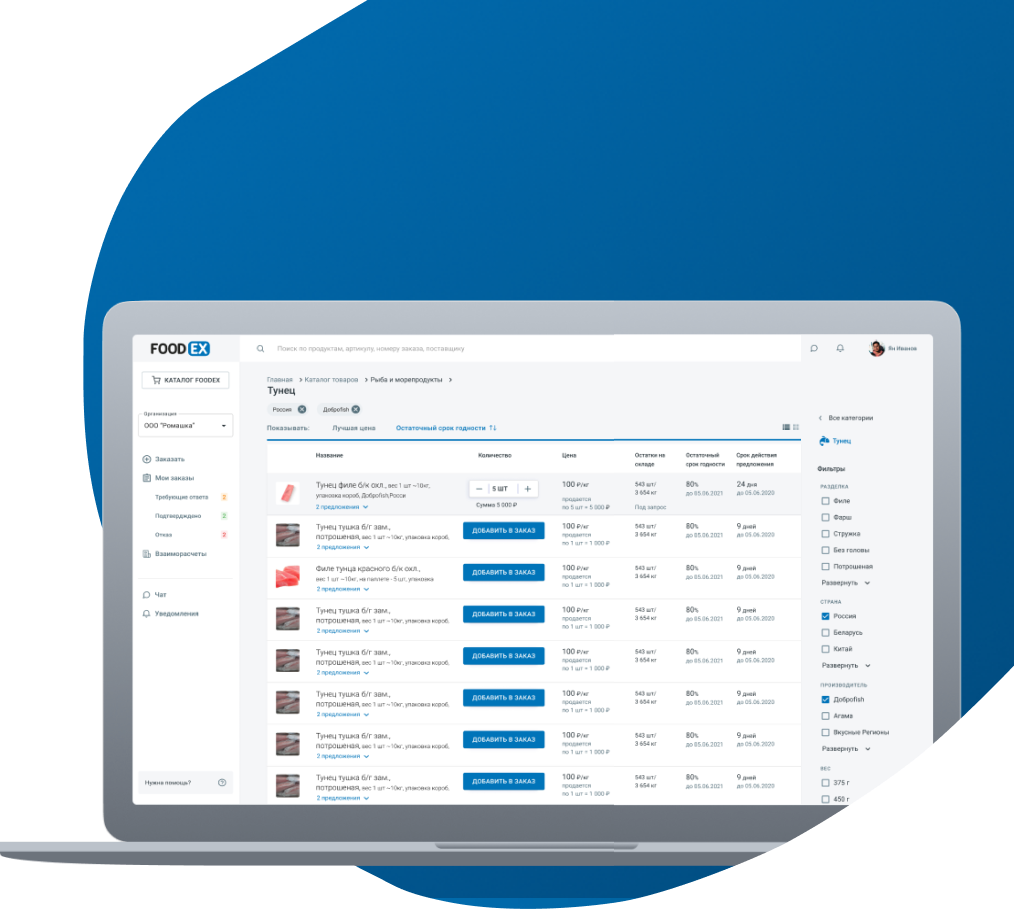 FOODEX
Поиск по продуктам, артикулу, номеру заказа, поставщику
Ян Иванов
КАТАЛОГ FOODEX
Организация
ООО "Ромашка"
Заказать
Мои заказы
Требующие ответа 2
Подтверждено 2
Отказ 2
Взаиморасчеты
Чат
Уведомления
Нужна помощь?
Главная > Каталог товаров > Рыба и морепродукты >
Тунец
Россия
Доброfish
Показывать: Лучшая цена Остаточный срок годности ↑↓
Название Количество Цена Остатки на складе Остаточный срок годности Срок действия предложения
Тунец филе б/к охл., вес 1 шт ~10кг, 5 ШТ 100 ₽/кг 543 шт/ 80% 24 дня
упаковка короб, Доброfish,Росси продается 3 654 кг до 05.06.2021 до 05.06.2020
2 предложения Сумма 5 000 ₽ по 5 шт = 5 000 ₽ Под запрос
Тунец тушка б/г зам., ДОБАВИТЬ В ЗАКАЗ 100 ₽/кг 543 шт/ 80% 9 дней
потрошеная, вес 1 шт ~10кг, упаковка короб, продается 3 654 кг до 05.06.2021 до 05.06.2020
2 предложения по 1 шт = 1 000 ₽
Филе тунца красного б/к охл., ДОБАВИТЬ В ЗАКАЗ 100 ₽/кг 543 шт/ 80% 9 дней
вес 1 шт ~10кг, на паллете - 5шт, упаковка продается 3 654 кг до 05.06.2021 до 05.06.2020
2 предложения по 1 шт = 1 000 ₽
Тунец тушка б/г зам., ДОБАВИТЬ В ЗАКАЗ 100 ₽/кг 543 шт/ 80% 9 дней
потрошеная, вес 1 шт ~10кг, упаковка короб, продается 3 654 кг до 05.06.2021 до 05.06.2020
2 предложения по 1 шт = 1 000 ₽
Тунец тушка б/г зам., ДОБАВИТЬ В ЗАКАЗ 100 ₽/кг 543 шт/ 80% 9 дней
потрошеная, вес 1 шт ~10кг, упаковка короб, продается 3 654 кг до 05.06.2021 до 05.06.2020
2 предложения по 1 шт = 1 000 ₽
Тунец тушка б/г зам., ДОБАВИТЬ В ЗАКАЗ 100 ₽/кг 543 шт/ 80% 9 дней
потрошеная, вес 1 шт ~10кг, упаковка короб, продается 3 654 кг до 05.06.2021 до 05.06.2020
2 предложения по 1 шт = 1 000 ₽
Тунец тушка б/г зам., ДОБАВИТЬ В ЗАКАЗ 100 ₽/кг 543 шт/ 80% 9 дней
потрошеная, вес 1 шт ~10кг, упаковка короб, продается 3 654 кг до 05.06.2021 до 05.06.2020
2 предложения по 1 шт = 1 000 ₽
Тунец тушка б/г зам., ДОБАВИТЬ В ЗАКАЗ 100 ₽/кг 543 шт/ 80% 9 дней
потрошеная, вес 1 шт ~10кг, упаковка короб, продается 3 654 кг до 05.06.2021 до 05.06.2020
2 предложения по 1 шт = 1 000 ₽
< Все категории
Тунец
Фильтры
РАЗДЕЛКА
Филе
Фарш
Стружка
Без головы
Потрошеная
Развернуть
СТРАНА
Россия
Беларусь
Китай
Развернуть
ПРОИЗВОДИТЕЛЬ
Доброfish
Агама
Вкусные Регионы
Развернуть
ВЕС
375 г
450 г